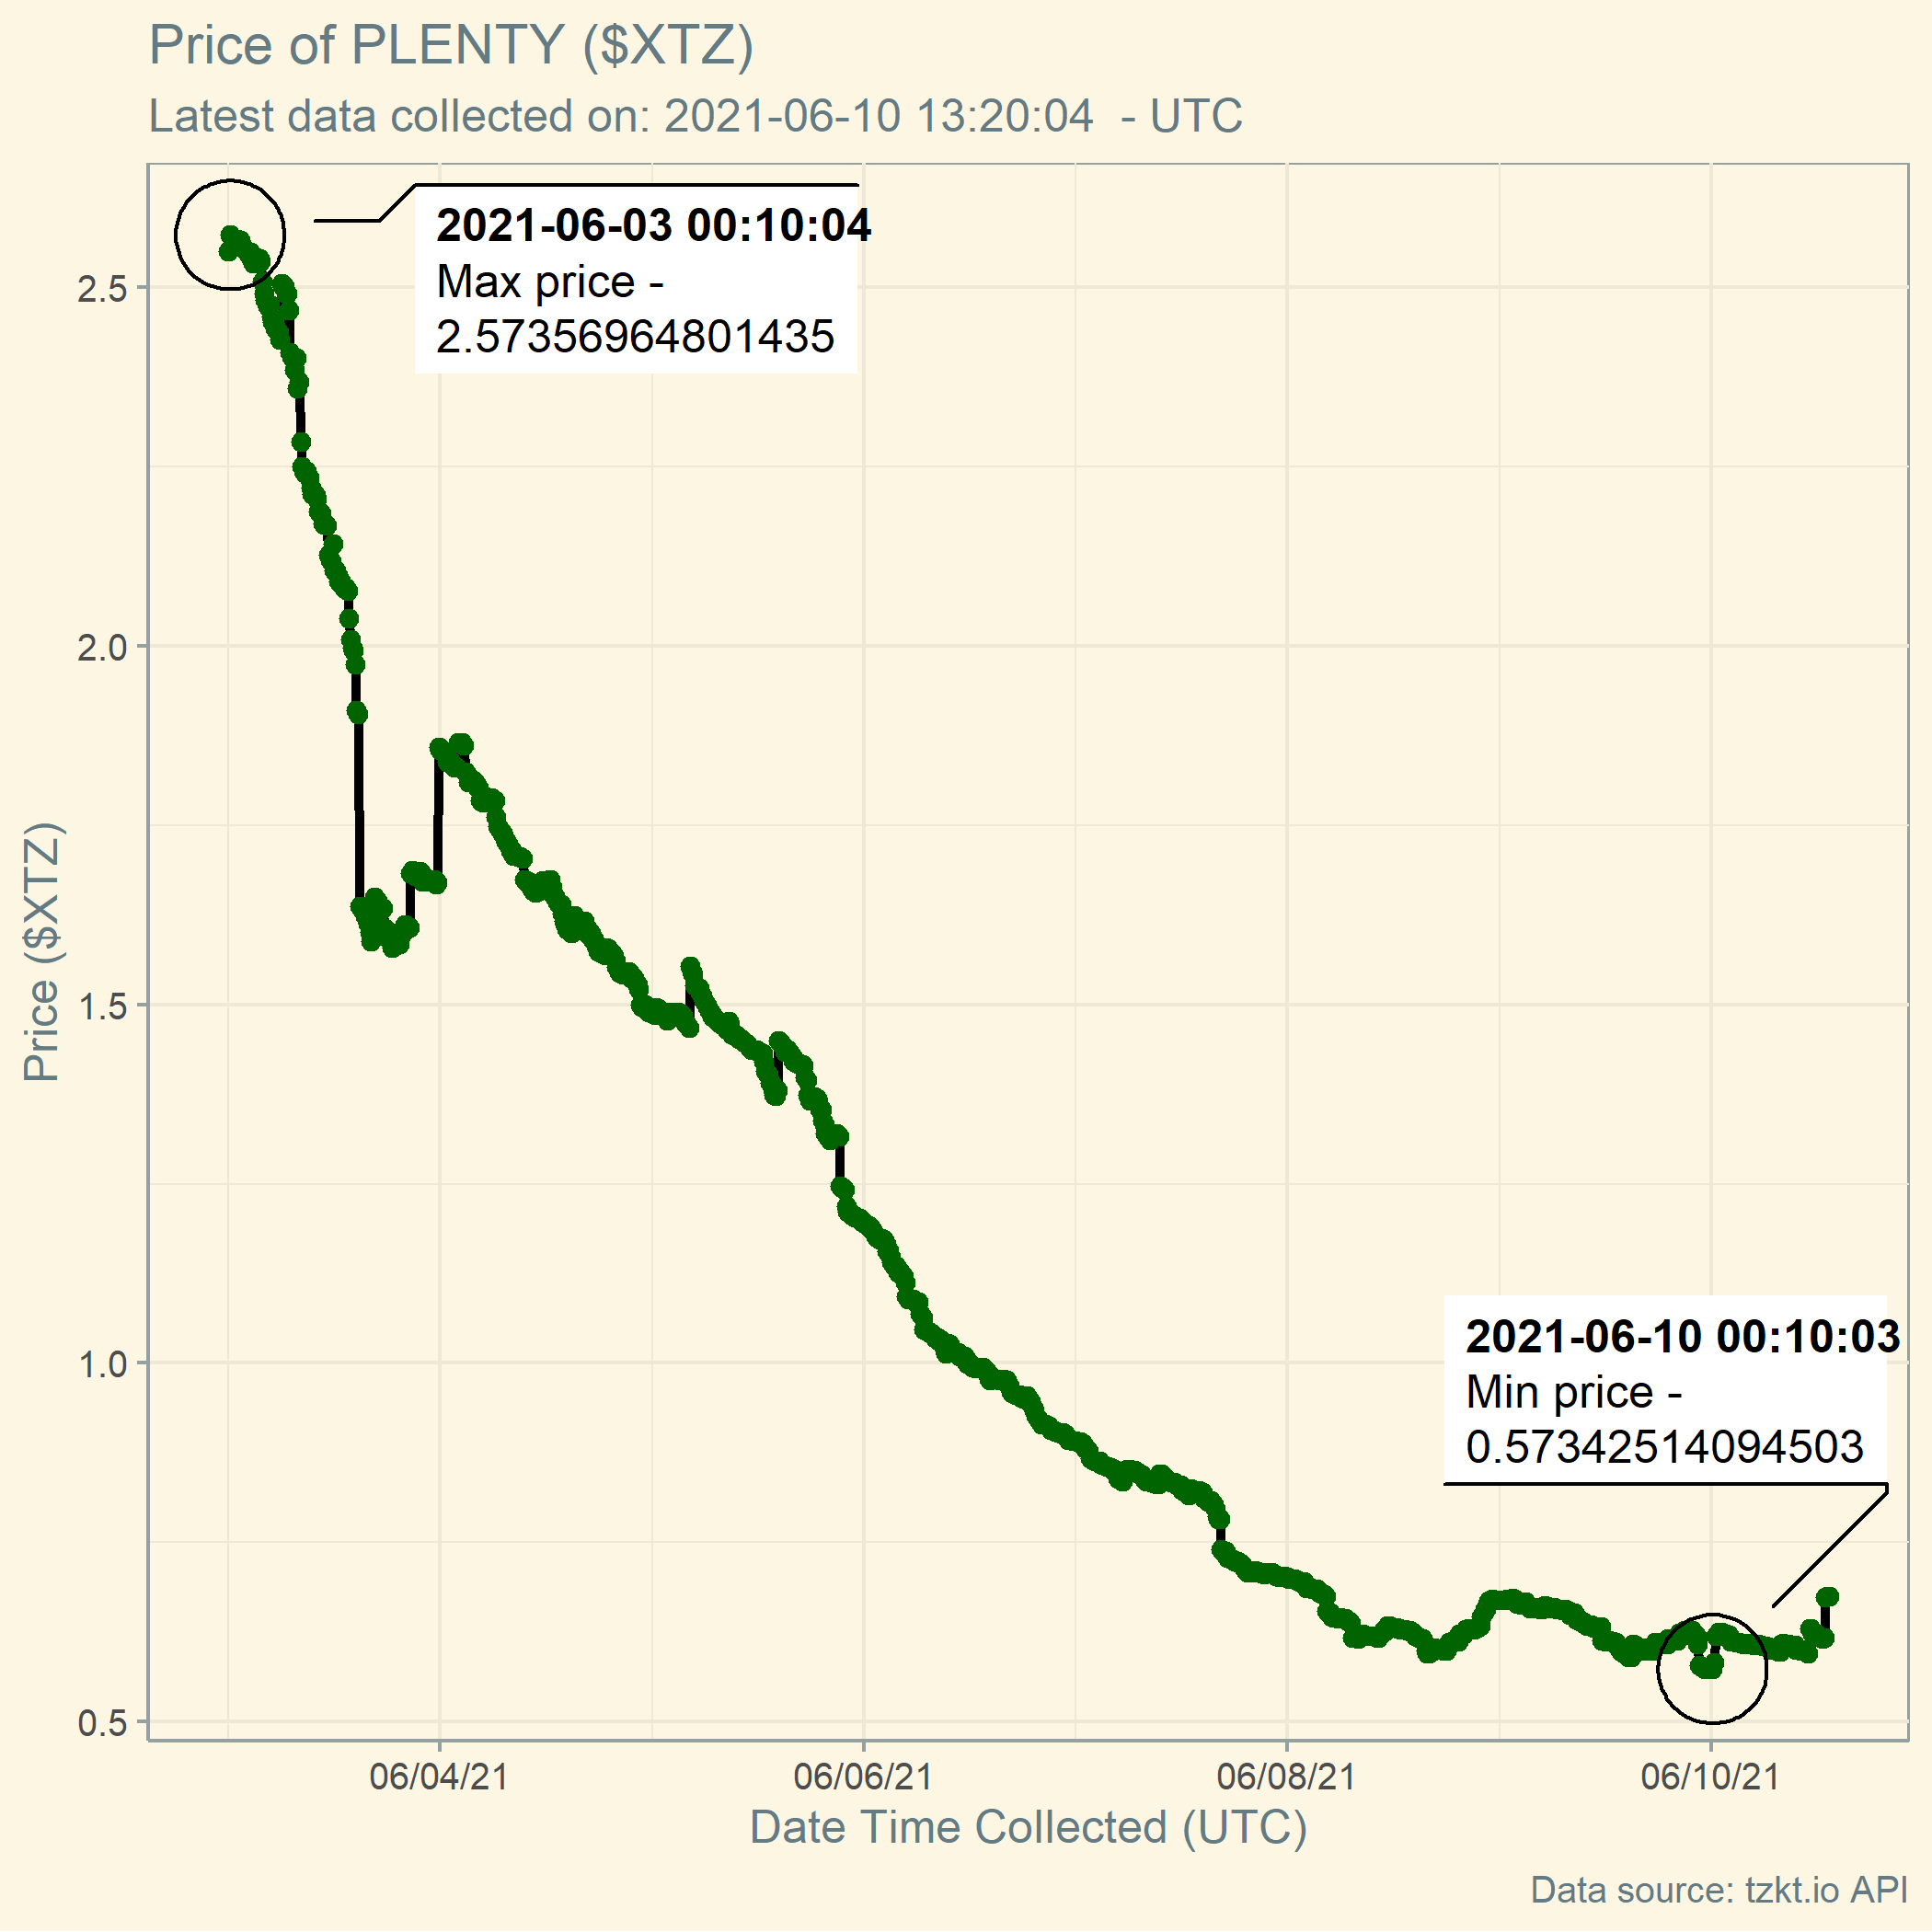 Price of PLENTY ($XTZ)
Latest data collected on: 2021-06-10 13:20:04  - UTC
2021-06-03 00:10:04
Max price -
2.57356964801435
2.5
2.0
1.5
1.0
0.5
Price ($XTZ)
2021-06-10 00:10:03
Min price -
0.57342514094503
06/04/21
06/06/21
06/08/21
06/10/21
Date Time Collected (UTC)
Data source: tzkt.io API